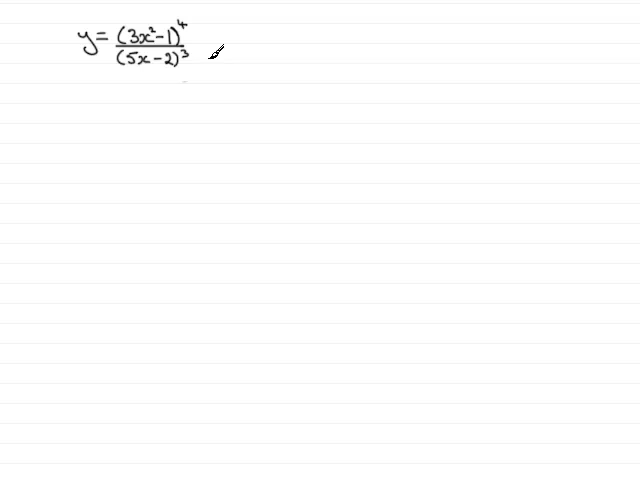 y = (3x²-1)⁴ / (5x-2)³